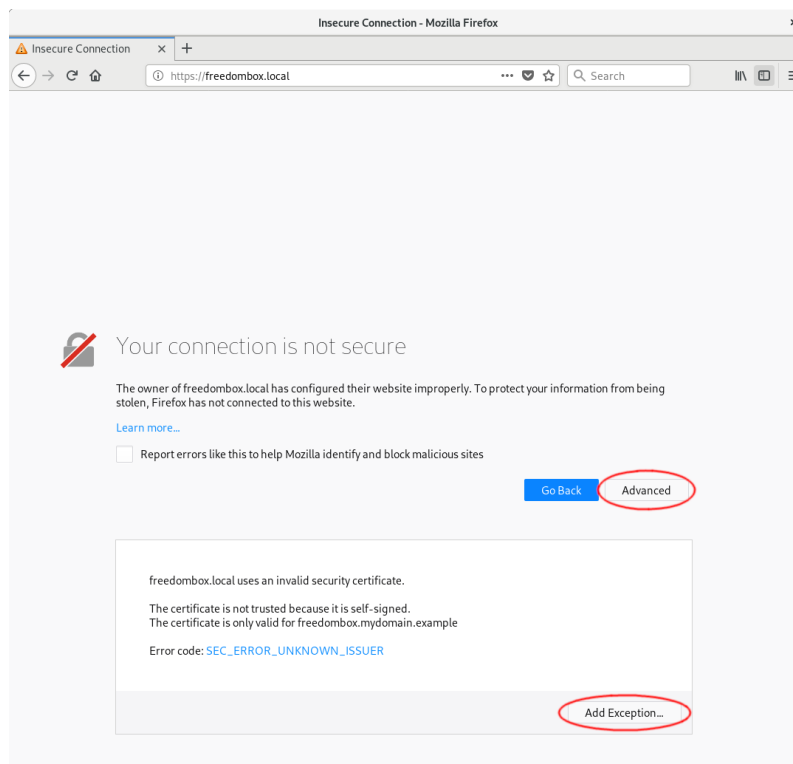 Insecure Connection - Mozilla Firefox
Insecure Connection
https://freedombox.local
Search
Your connection is not secure
The owner of freedombox.local has configured their website improperly. To protect your information from being
stolen, Firefox has not connected to this website.
Learn more...
Report errors like this to help Mozilla identify and block malicious sites
Go Back
Advanced
freedombox.local uses an invalid security certificate.
The certificate is not trusted because it is self-signed.
The certificate is only valid for freedombox.mydomain.example
Error code: SEC_ERROR_UNKNOWN_ISSUER
Add Exception...